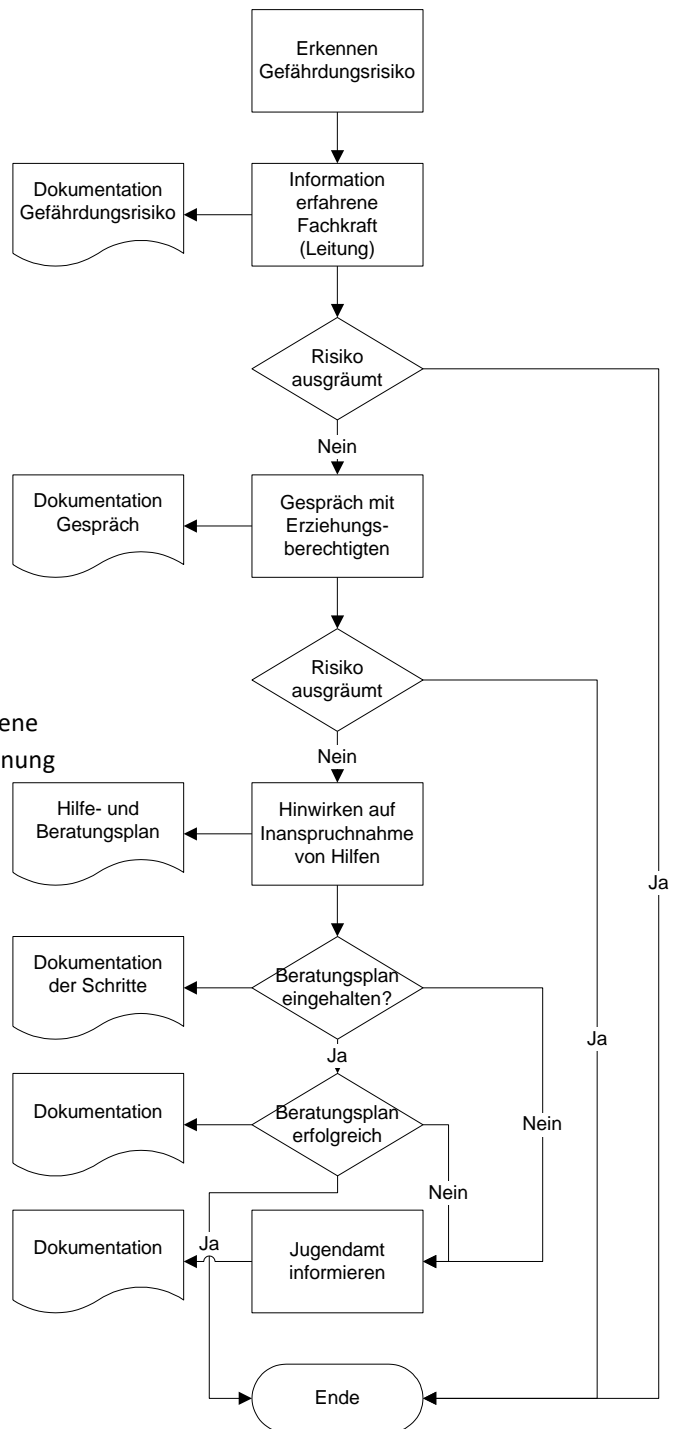 Erkennen
Gefährdungsrisiko
Dokumentation
Gefährdungsrisiko
Information
erfahrene
Fachkraft
(Leitung)
Risiko
ausgräumt
Nein
Dokumentation
Gespräch
Gespräch mit
Erziehungs-
berechtigten
Risiko
ausgräumt
ene
Nein
nung
Hilfe- und
Beratungsplan
Hinwirken auf
Inanspruchnahme
von Hilfen
Ja
Dokumentation
der Schritte
Beratungsplan
eingehalten?
Ja
Ja
Dokumentation
Beratungsplan
erfolgreich
Nein
Nein
Dokumentation
Ja
Jugendamt
informieren
Ende